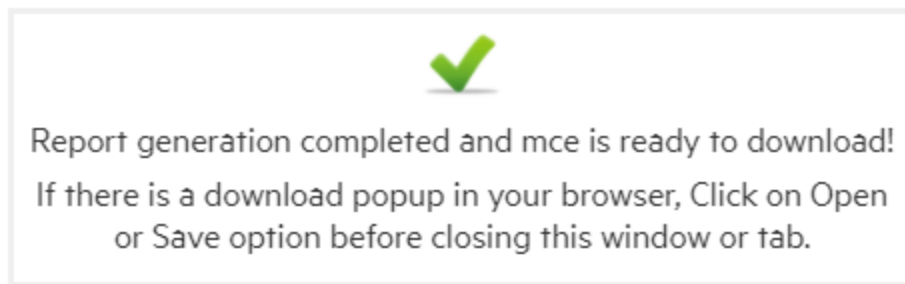 Report generation completed and mce is ready to download!
If there is a download popup in your browser, Click on Open
or Save option before closing this window or tab.